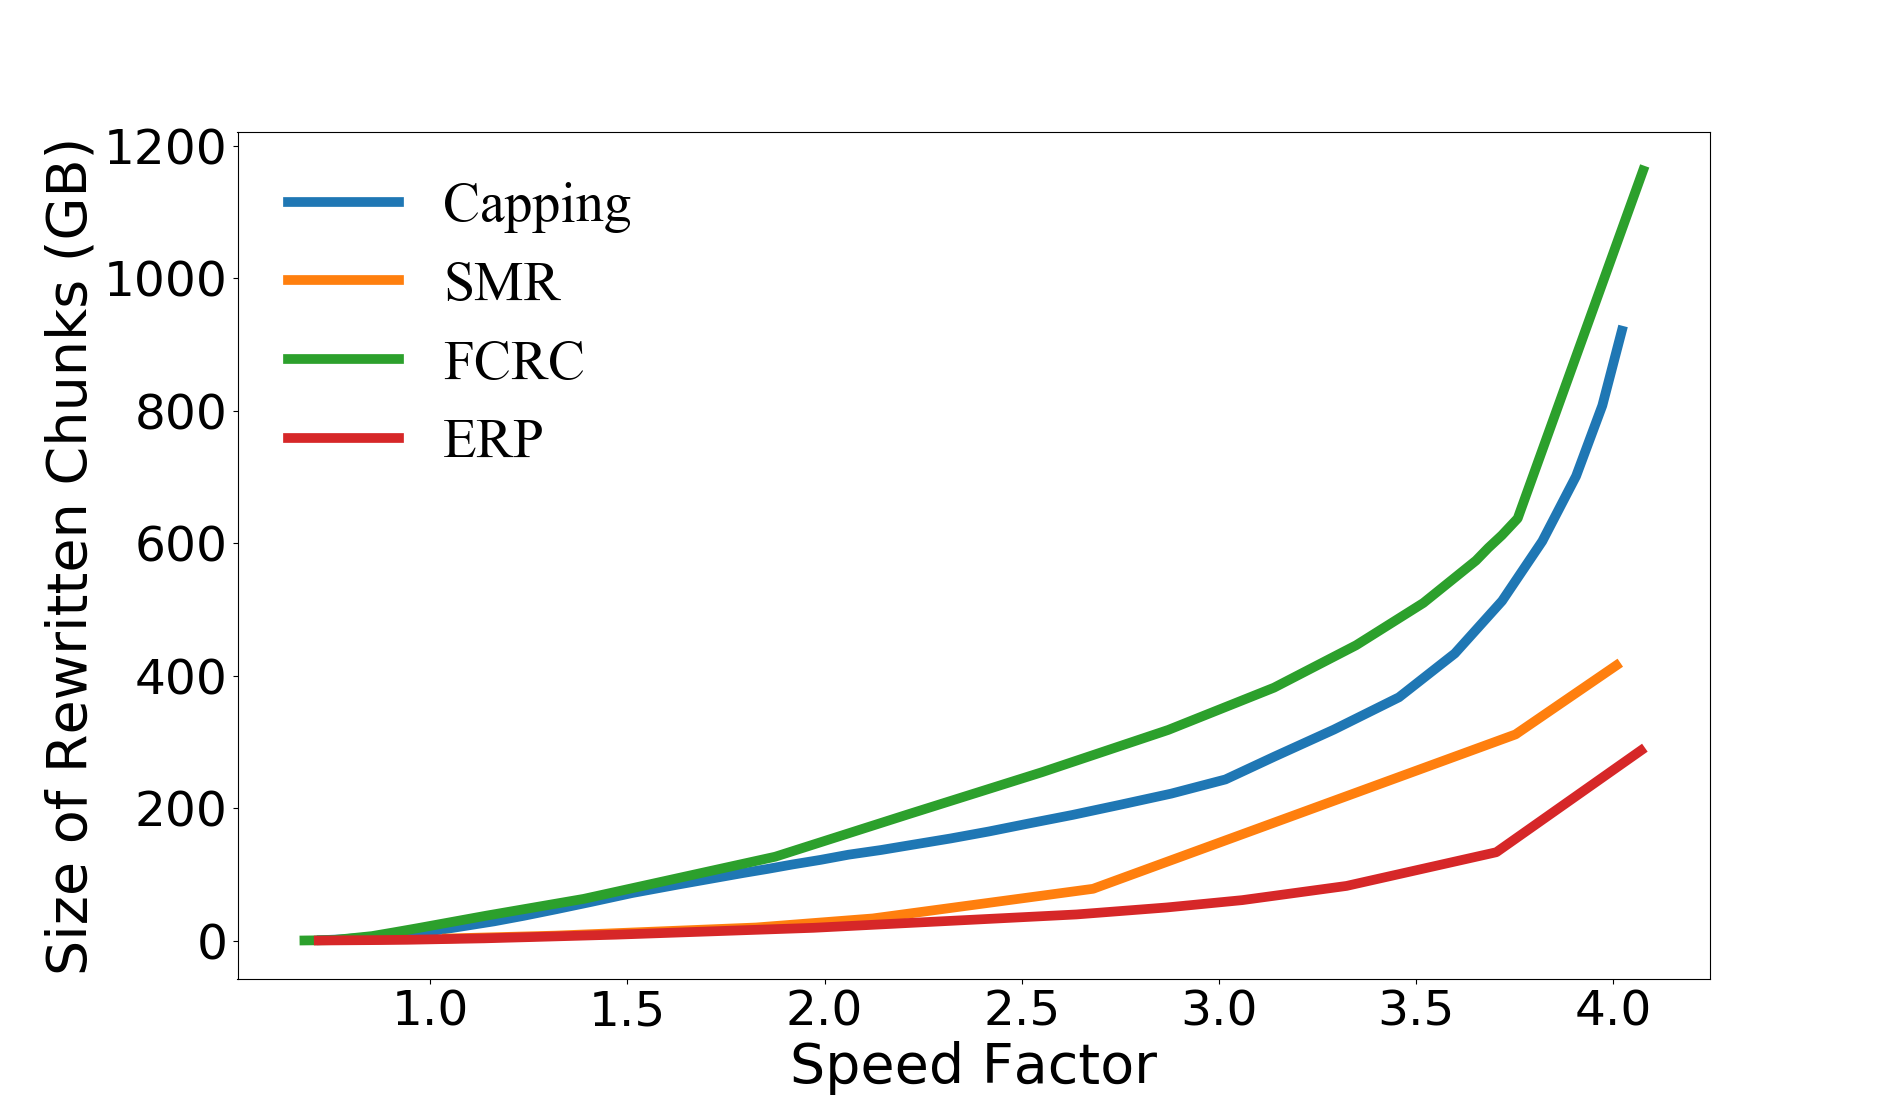 Size of Rewritten Chunks (GB)
1200
1000
800
600
400
200
0
Capping
SMR
FCRC
ERP
1.0 1.5 2.0 2.5 3.0 3.5 4.0
Speed Factor